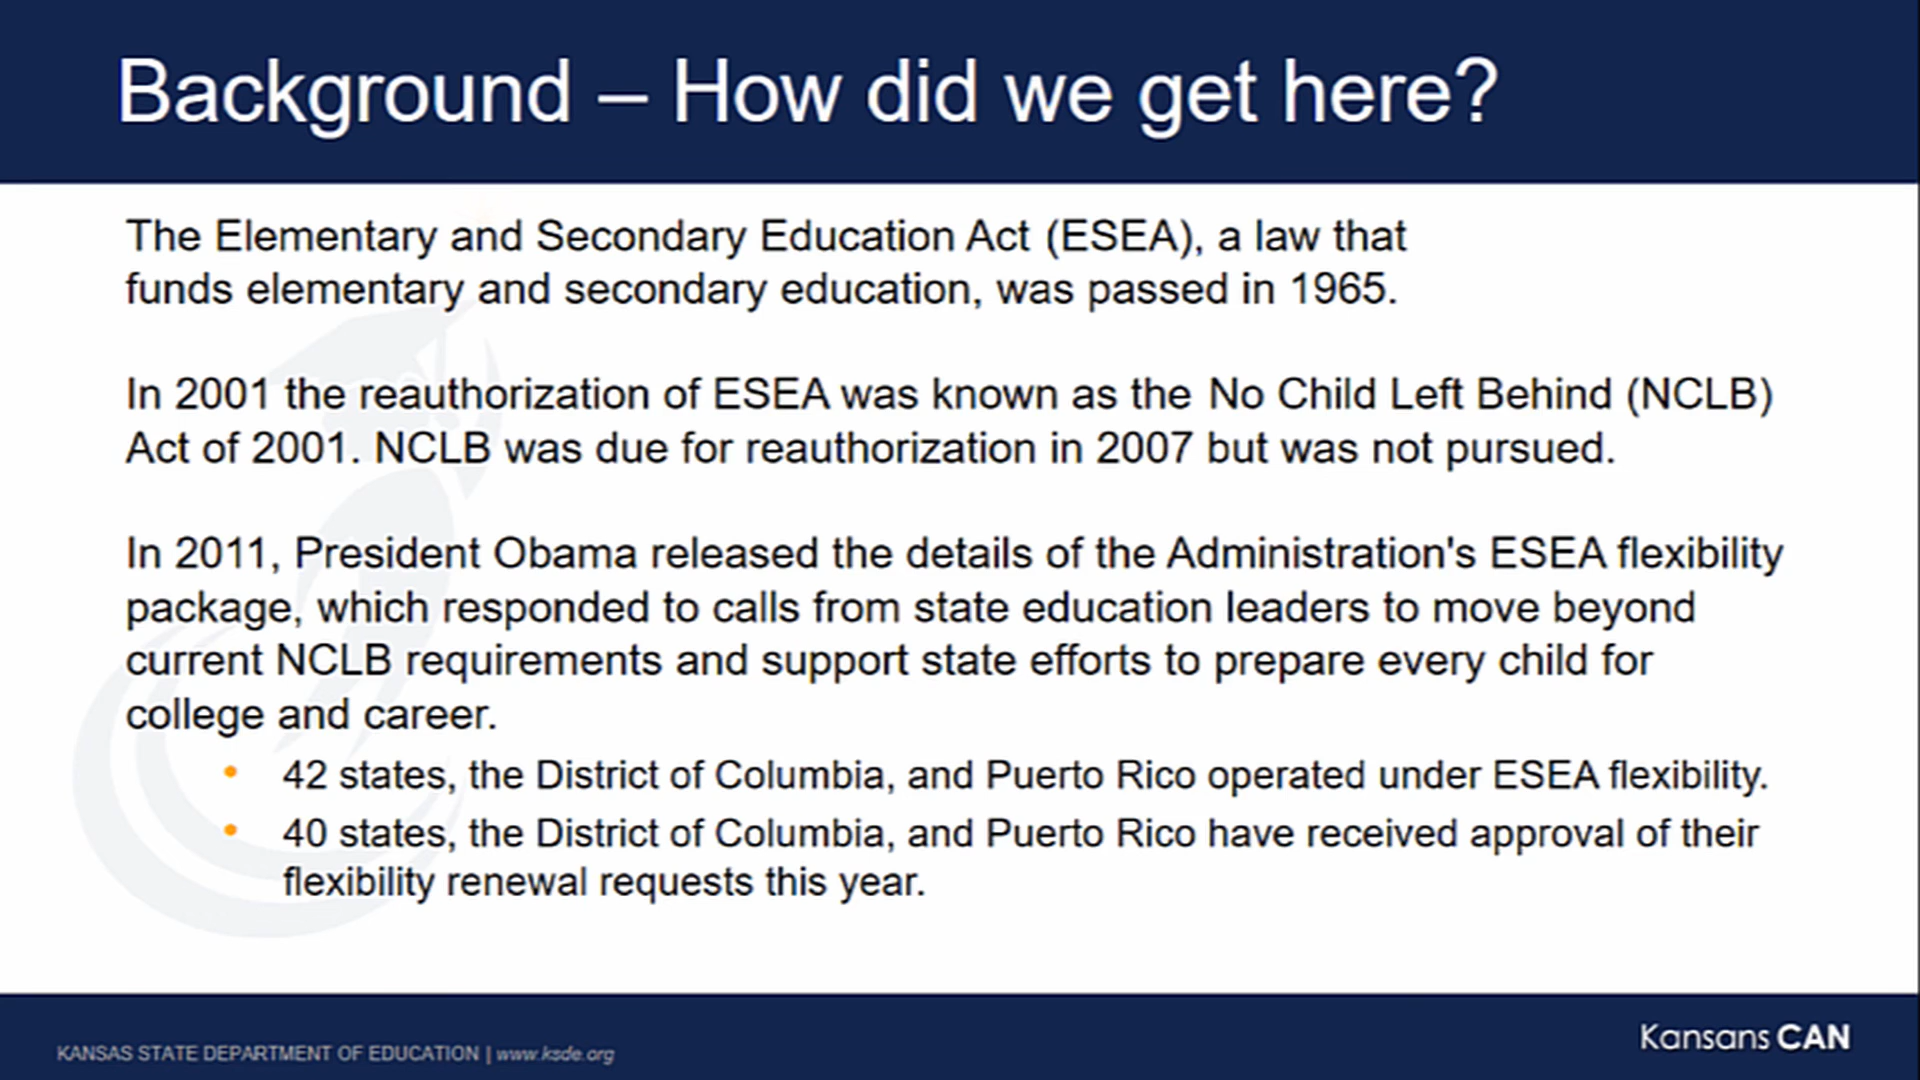 Background – How did we get here?
The Elementary and Secondary Education Act (ESEA), a law that
funds elementary and secondary education, was passed in 1965.
In 2001 the reauthorization of ESEA was known as the No Child Left Behind (NCLB)
Act of 2001. NCLB was due for reauthorization in 2007 but was not pursued.
In 2011, President Obama released the details of the Administration's ESEA flexibility
package, which responded to calls from state education leaders to move beyond
current NCLB requirements and support state efforts to prepare every child for
college and career.
• 42 states, the District of Columbia, and Puerto Rico operated under ESEA flexibility.
• 40 states, the District of Columbia, and Puerto Rico have received approval of their
flexibility renewal requests this year.
KANSAS STATE DEPARTMENT OF EDUCATION | www.ksde.org
Kansans CAN